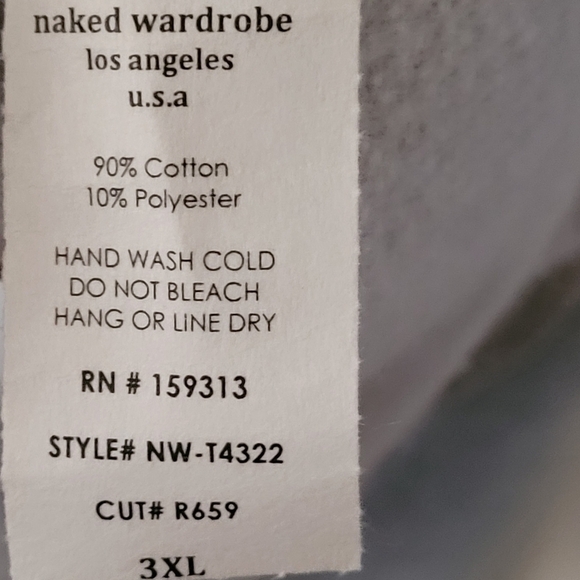 naked wardrobe
los angeles
u.s.a
90% Cotton
10% Polyester
HAND WASH COLD
DO NOT BLEACH
HANG OR LINE DRY
RN # 159313
STYLE# NW-T4322
CUT# R659
3XL